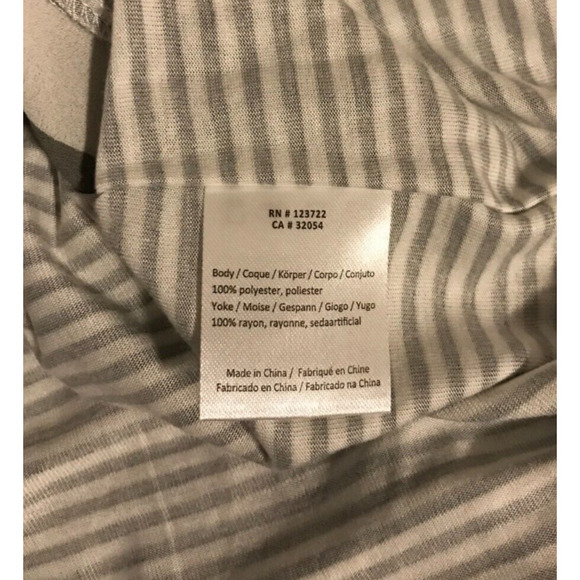 RN # 123722
CA # 32054
Body / Coque / Körper / Corpo / Conjuto
100% polyester, poliester
Yoke / Moise / Gespann / Giogo / Yugo
100% rayon, rayonne, sedaartificial
Made in China / Fabriqué en Chine
Fabricado en China / Fabricado na China